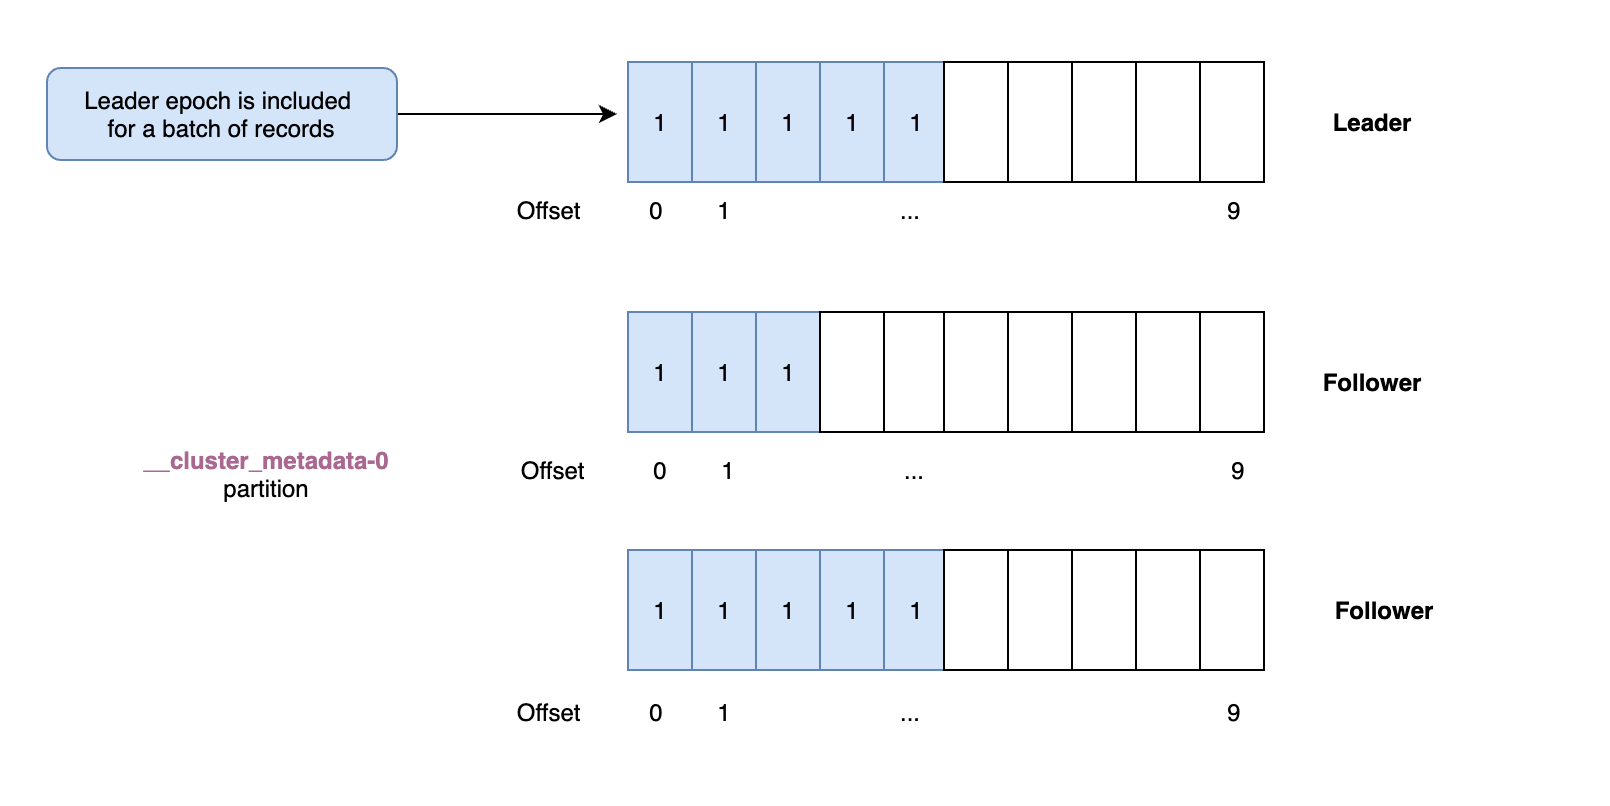 Leader epoch is included
for a batch of records
1 1 1 1 1
Leader
Offset 0 1 ... 9
1 1 1
Follower
__cluster_metadata-0
partition
Offset 0 1 ... 9
1 1 1 1 1
Follower
Offset 0 1 ... 9